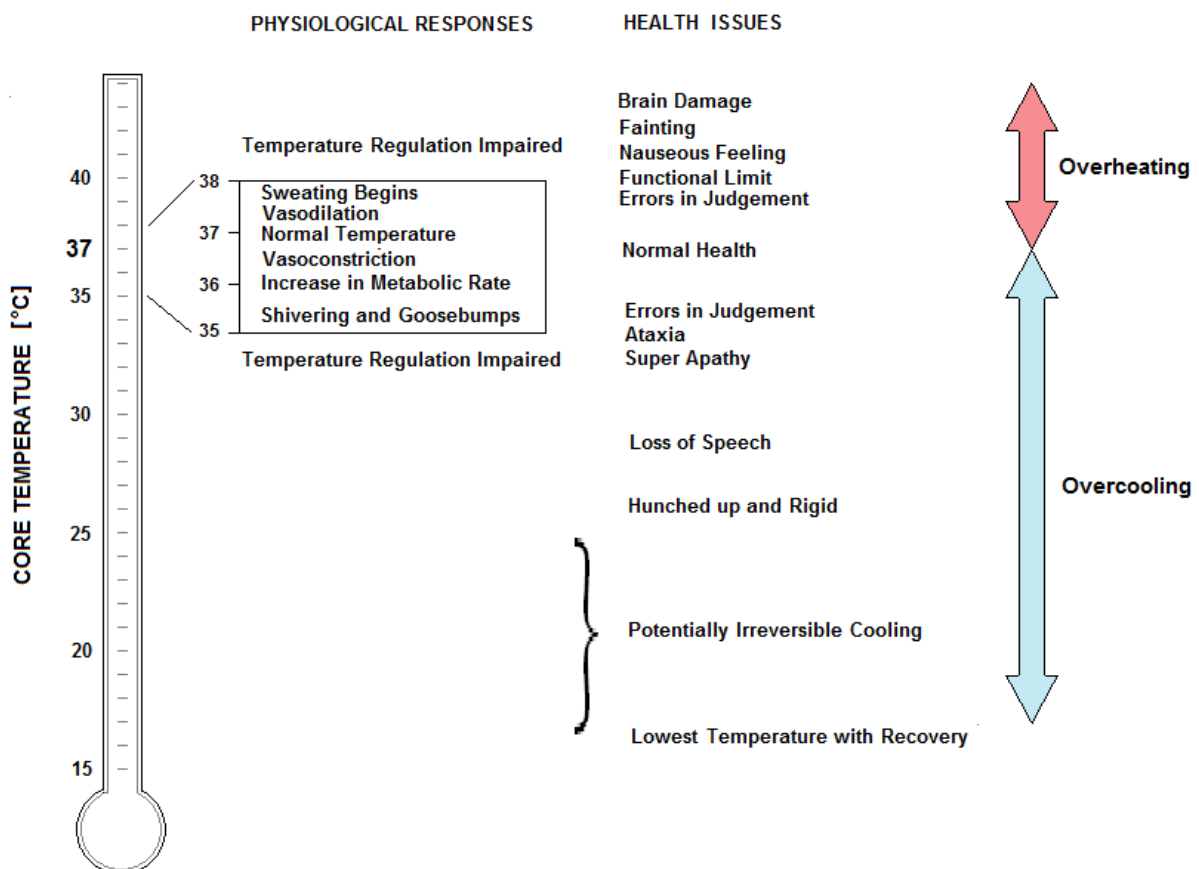 PHYSIOLOGICAL RESPONSES
HEALTH ISSUES
CORE TEMPERATURE [°C]
40
37
35
30
25
20
15
Temperature Regulation Impaired
38
37
36
35
Sweating Begins
Vasodilation
Normal Temperature
Vasoconstriction
Increase in Metabolic Rate
Shivering and Goosebumps
Temperature Regulation Impaired
Brain Damage
Fainting
Nauseous Feeling
Functional Limit
Errors in Judgement
Normal Health
Errors in Judgement
Ataxia
Super Apathy
Loss of Speech
Hunched up and Rigid
Potentially Irreversible Cooling
Lowest Temperature with Recovery
Overheating
Overcooling